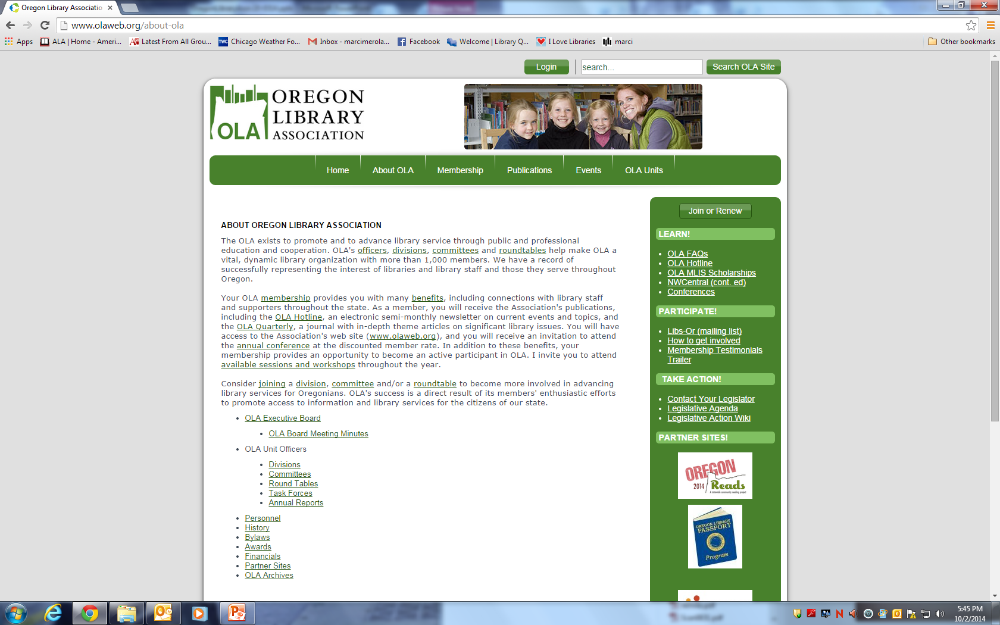 Oregon Library Associatio
www.olaweb.org/about-ola
Apps
ALA | Home - Ameri...
Latest From All Grou...
Chicago Weather Fo...
Inbox - marcimerola...
Facebook
Welcome | Library Q...
I Love Libraries
marci
Other bookmarks
Login
search...
Search OLA Site
OLA
OREGON
LIBRARY
ASSOCIATION
Home
About OLA
Membership
Publications
Events
OLA Units
ABOUT OREGON LIBRARY ASSOCIATION
The OLA exists to promote and to advance library service through public and professional
education and cooperation. OLA's officers, divisions, committees and roundtables help make OLA a
vital, dynamic library organization with more than 1,000 members. We have a record of
successfully representing the interest of libraries and library staff and those they serve throughout
Oregon.
Your OLA membership provides you with many benefits, including connections with library staff
and supporters throughout the state. As a member, you will receive the Association's publications,
including the OLA Hotline, an electronic semi-monthly newsletter on current events and topics, and
the OLA Quarterly, a journal with in-depth theme articles on significant library issues. You will have
access to the Association's web site (www.olaweb.org), and you will receive an invitation to attend
the annual conference at the discounted member rate. In addition to these benefits, your
membership provides an opportunity to become an active participant in OLA. I invite you to attend
available sessions and workshops throughout the year.
Consider joining a division, committee and/or a roundtable to become more involved in advancing
library services for Oregonians. OLA's success is a direct result of its members' enthusiastic efforts
to promote access to information and library services for the citizens of our state.
OLA Executive Board
OLA Board Meeting Minutes
OLA Unit Officers
Divisions
Committees
Round Tables
Task Forces
Annual Reports
Personnel
History
Bylaws
Awards
Financials
Partner Sites
OLA Archives
Join or Renew
LEARN!
OLA FAQs
OLA Hotline
OLA MLIS Scholarships
NWCentral (cont. ed)
Conferences
PARTICIPATE!
Libs-Or (mailing list)
How to get involved
Membership Testimonials
Trailer
TAKE ACTION!
Contact Your Legislator
Legislative Agenda
Legislative Action Wiki
PARTNER SITES!
OREGON
2014 Reads
A statewide community reading project
OREGON LIBRARY
PASSPORT
Program
5:45 PM
10/2/2014